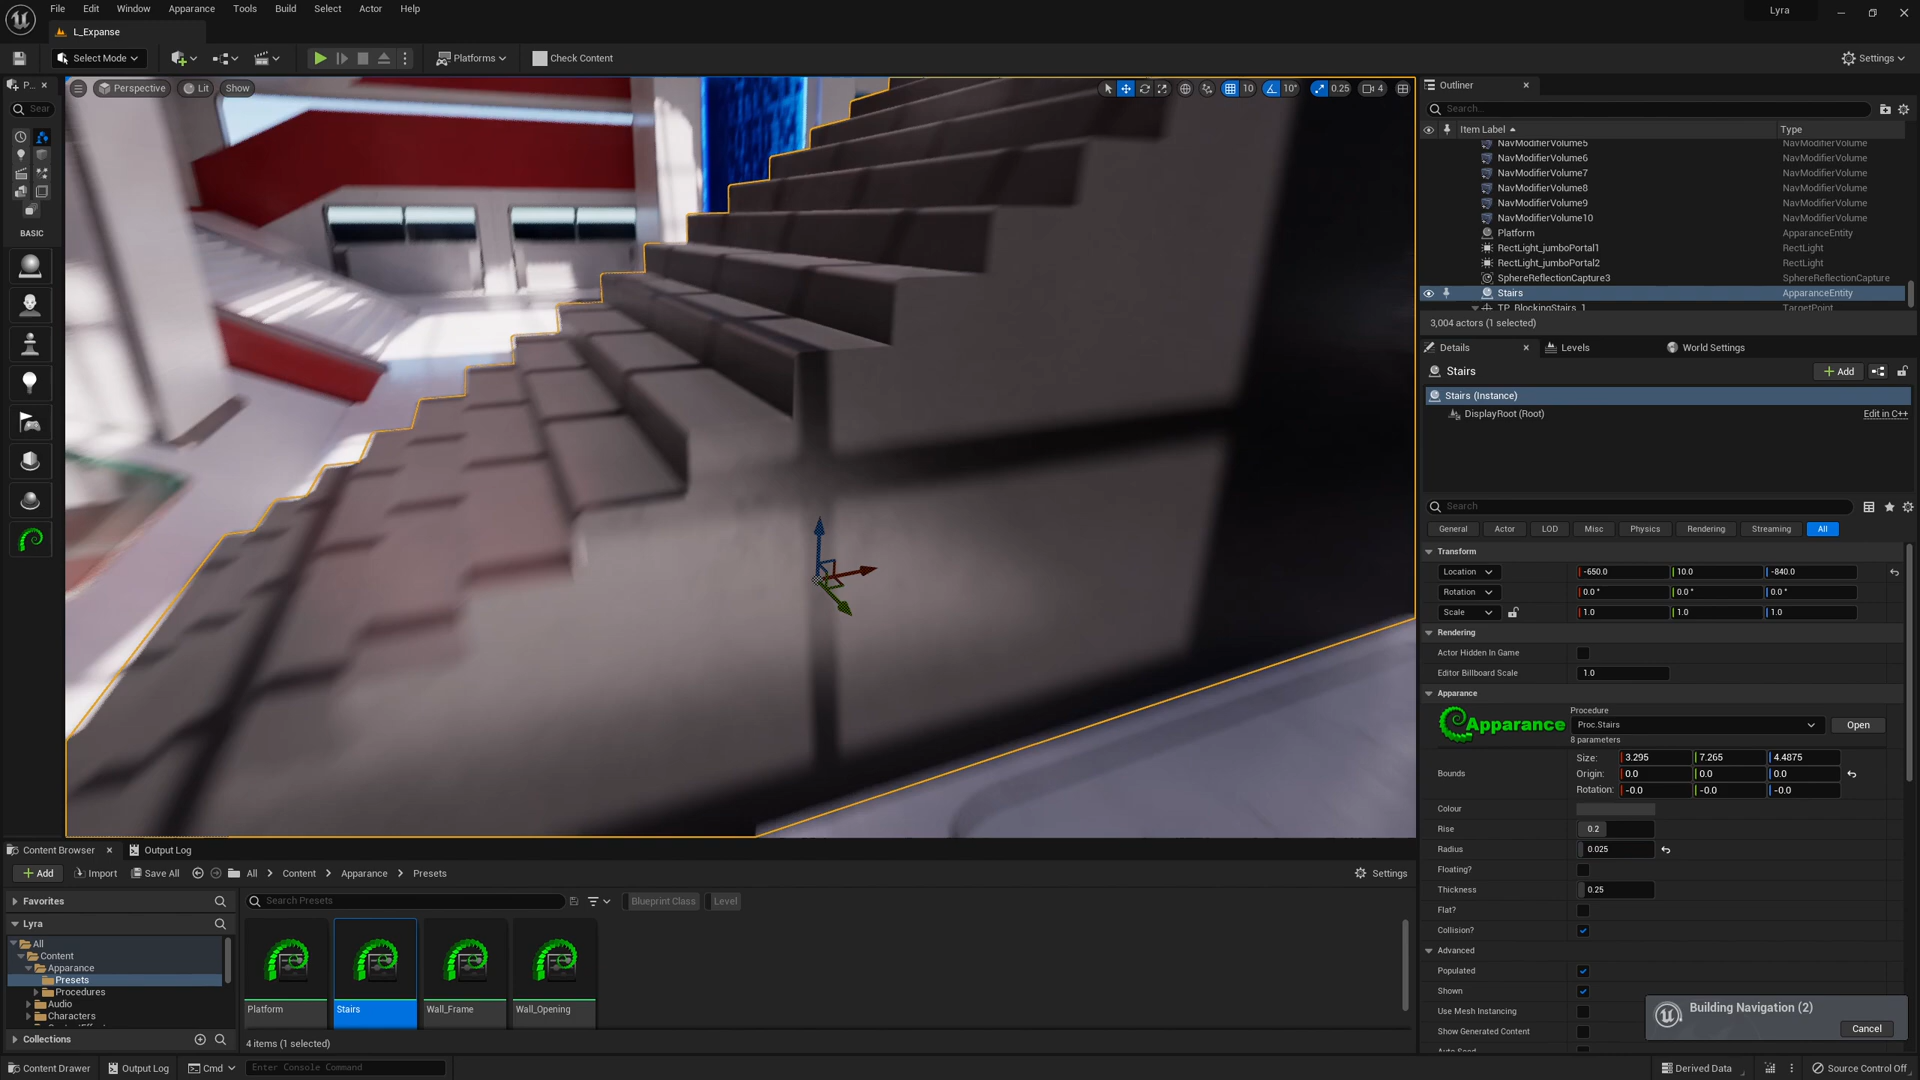 File Edit Window Appearance Tools Build Select Actor Help
Lyra
L_Expanse
Select Mode
Platforms
Check Content
Settings
P...
Sear
BASIC
Perspective
Lit
Show
10
10°
0.25
4
Outliner
Search...
Item Label
Type
NavModifierVolume5 NavModifierVolume
NavModifierVolume6 NavModifierVolume
NavModifierVolume7 NavModifierVolume
NavModifierVolume8 NavModifierVolume
NavModifierVolume9 NavModifierVolume
NavModifierVolume10 NavModifierVolume
Platform ApparanceEntity
RectLight_jumboPortal1 RectLight
RectLight_jumboPortal2 RectLight
SphereReflectionCapture3 SphereReflectionCapture
Stairs ApparanceEntity
TP_BlockingStairs_1 TargetPoint
3,004 actors (1 selected)
Details Levels World Settings
Stairs
Add
Stairs (Instance)
DisplayRoot (Root) Edit in C++
Search
General Actor LOD Misc Physics Rendering Streaming All
Transform
Location -650.0 10.0 -840.0
Rotation 0.0° 0.0° 0.0°
Scale 1.0 1.0 1.0
Rendering
Actor Hidden In Game
Editor Billboard Scale 1.0
Apparance
Apparance
Procedure
Proc.Stairs
Open
8 parameters
Bounds
Size: 3.295 7.265 4.4875
Origin: 0.0 0.0 0.0
Rotation: -0.0 -0.0 -0.0
Colour
Rise 0.2
Radius 0.025
Floating?
Thickness 0.25
Flat?
Collision?
Advanced
Populated
Shown
Use Mesh Instancing
Show Generated Content
Building Navigation (2)
Cancel
Content Browser Output Log
Add Import Save All All Content Apparance Presets
Settings
Favorites
Lyra
All
Content
Apparance
Presets
Procedures
Audio
Characters
Collections
Search Presets
Blueprint Class
Level
Platform
Stairs
Wall_Frame
Wall_Opening
4 items (1 selected)
Content Drawer Output Log Cmd Enter Console Command
Derived Data
Source Control Off